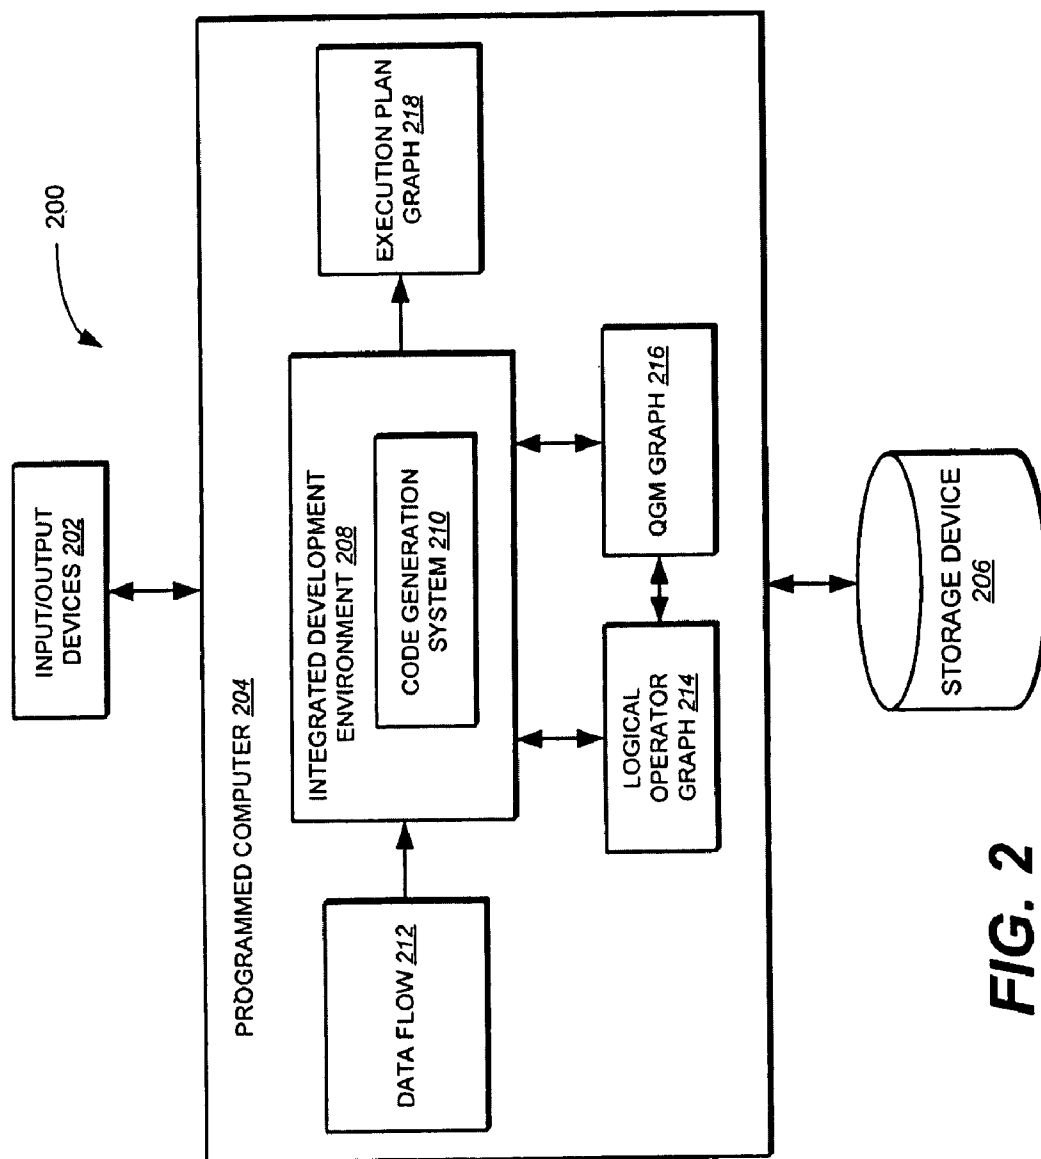 200
INPUT/OUTPUT
DEVICES 202
PROGRAMMED COMPUTER 204
DATA FLOW 212
INTEGRATED DEVELOPMENT
ENVIRONMENT 208
CODE GENERATION
SYSTEM 210
EXECUTION PLAN
GRAPH 218
LOGICAL
OPERATOR
GRAPH 214
QGM GRAPH 216
STORAGE DEVICE
206
FIG. 2